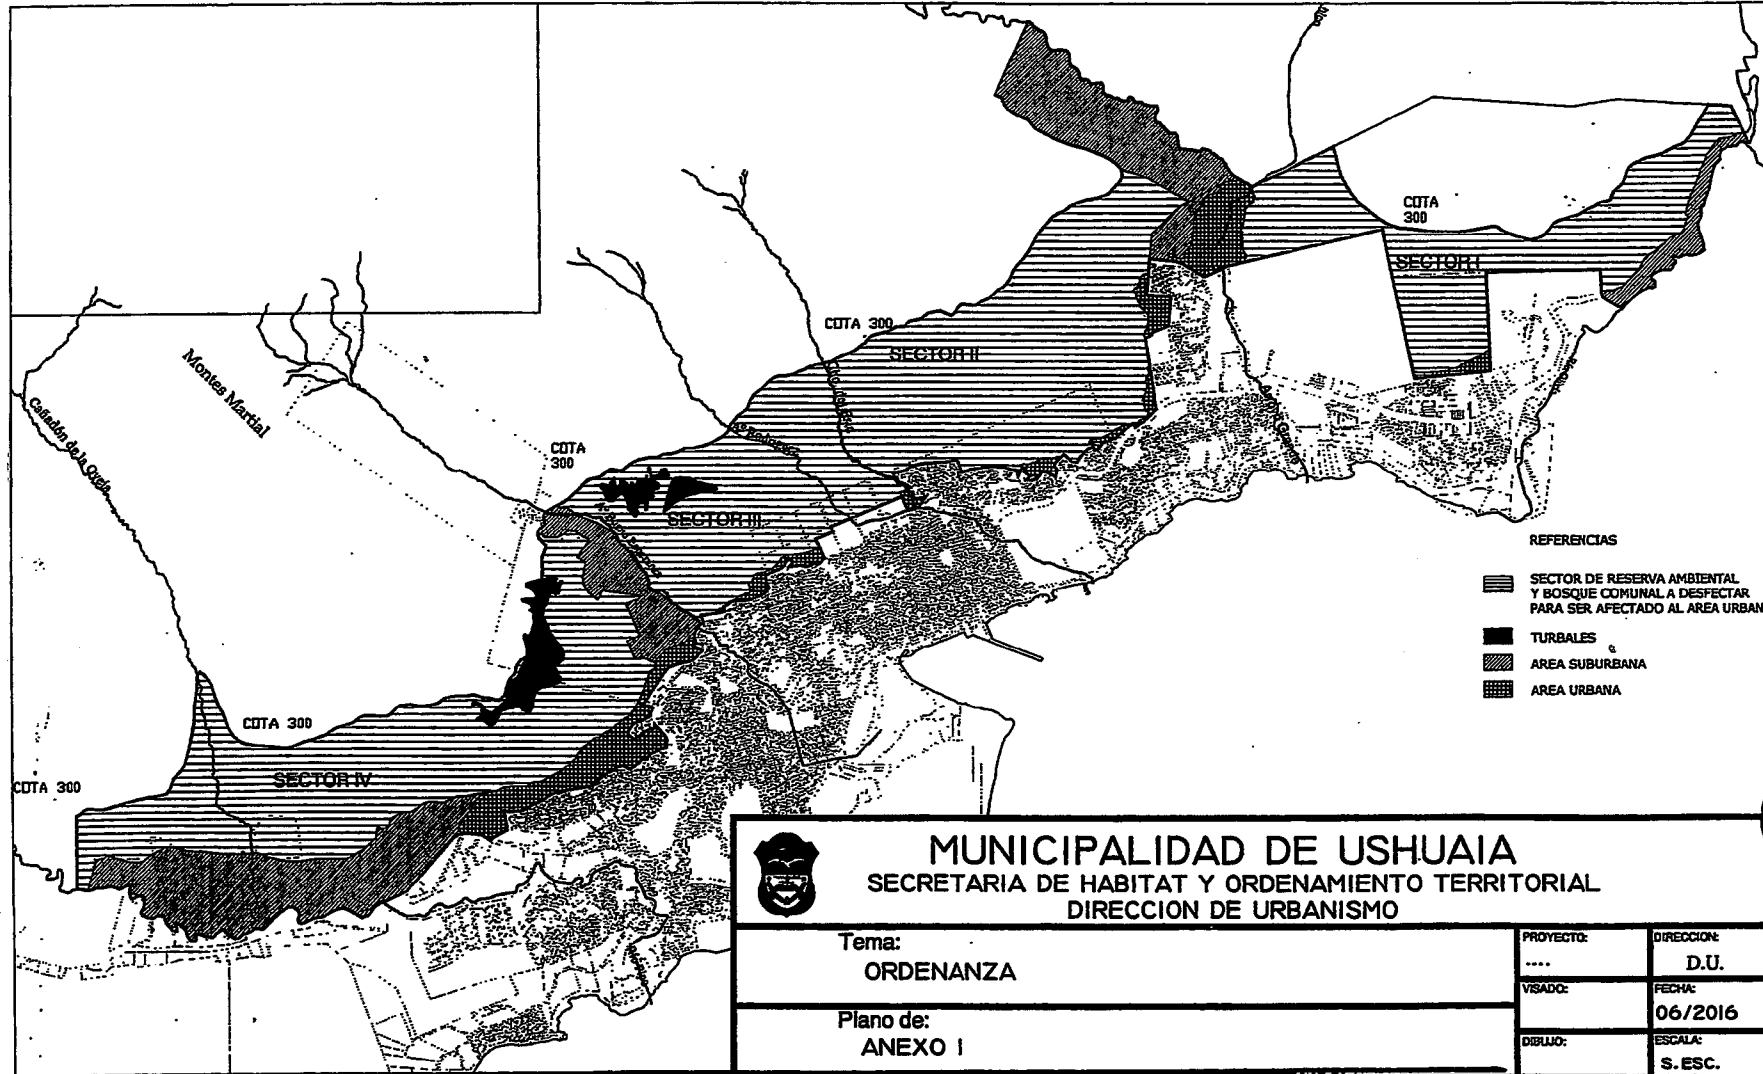 COTA
300
SECTOR I
COTA 300
SECTOR II
Montes Martial
Cañadón de la Oveja
COTA
300
SECTOR III
REFERENCIAS
SECTOR DE RESERVA AMBIENTAL
Y BOSQUE COMUNAL A DESFECTAR
PARA SER AFECTADO AL AREA URBAN
TURBALES
AREA SUBURBANA
AREA URBANA
COTA 300
SECTOR IV
COTA 300
MUNICIPALIDAD DE USHUAIA
SECRETARIA DE HABITAT Y ORDENAMIENTO TERRITORIAL
DIRECCION DE URBANISMO
Tema:
ORDENANZA
PROYECTO:
....
DIRECCION:
D.U.
VISADO:
FECHA:
06/2016
Plano de:
ANEXO I
DIBUJO:
ESCALA:
S.ESC.